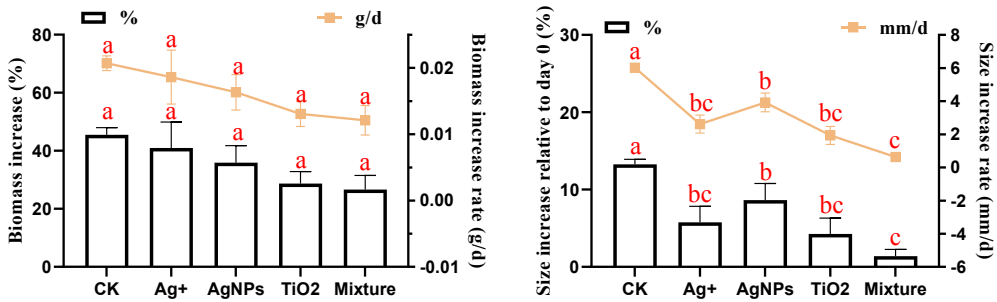 % g/d
80
60
40
20
0
Biomass increase (%)
a a a a a
a a a a a
0.02
0.01
0.00
-0.01
Biomass increase rate (g/d)
CK Ag+ AgNPs TiO2 Mixture
% mm/d
30
20
10
0
Size increase relative to day 0 (%)
a bc b bc c
a bc b bc c
8
6
4
2
0
-2
-4
-6
Size increase rate (mm/d)
CK Ag+ AgNPs TiO2 Mixture